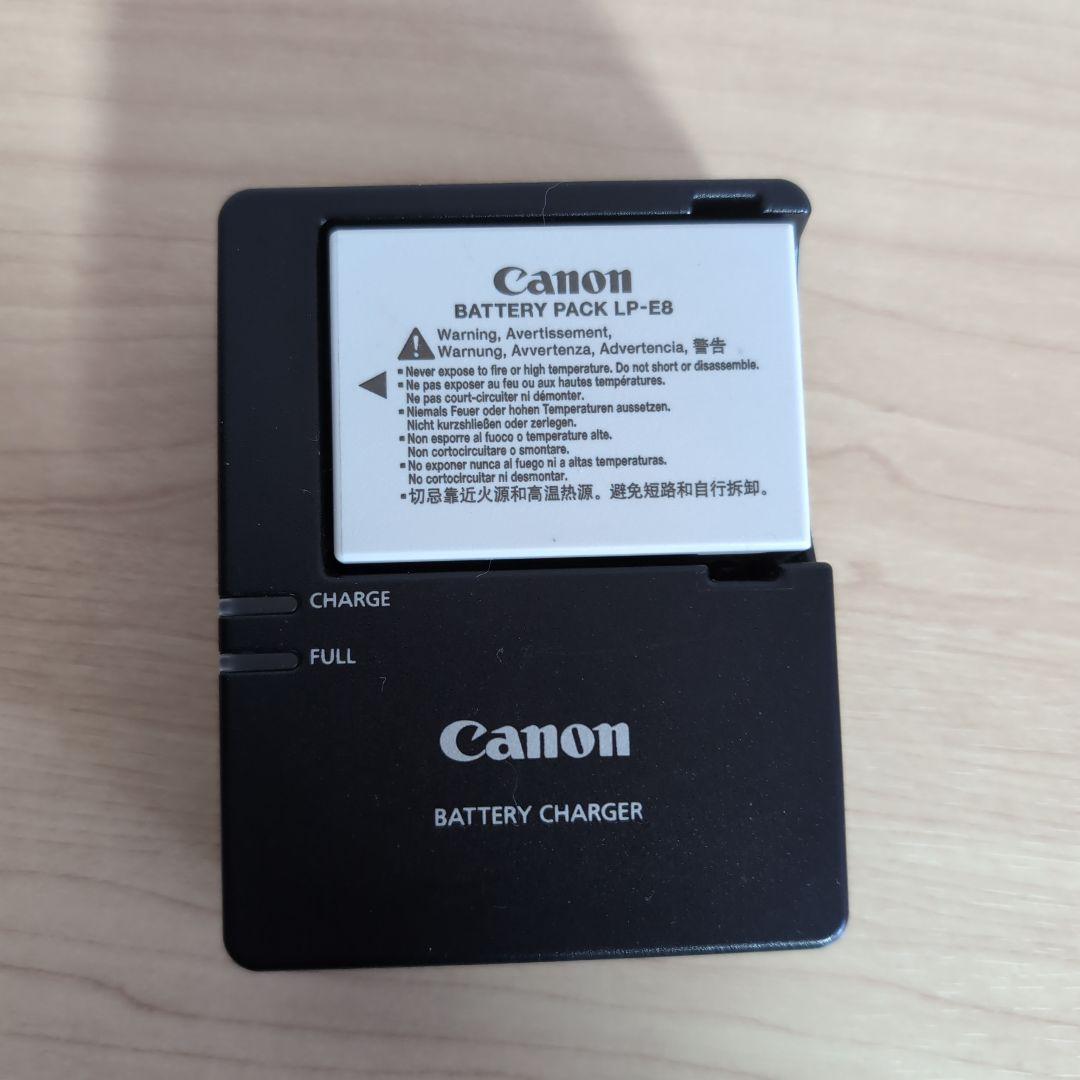 Canon
BATTERY PACK LP-E8
Warning, Avertissement,
Warnung, Avvertenza, Advertencia, 警告
▪Never expose to fire or high temperature. Do not short or disassemble.
▪Ne pas exposer au feu ou aux hautes températures.
Ne pas court-circuiter ni démonter.
▪Niemals Feuer oder hohen Temperaturen aussetzen.
Nicht kurzshließen oder zerlegen.
▪Non esporre al fuoco o temperature alte.
Non cortocircuitare o smontare.
▪No exponer nunca al fuego ni a altas temperaturas.
No cortocircuitar ni desmontar.
▪切忌靠近火源和高温热源。避免短路和自行拆卸。
CHARGE
FULL
Canon
BATTERY CHARGER